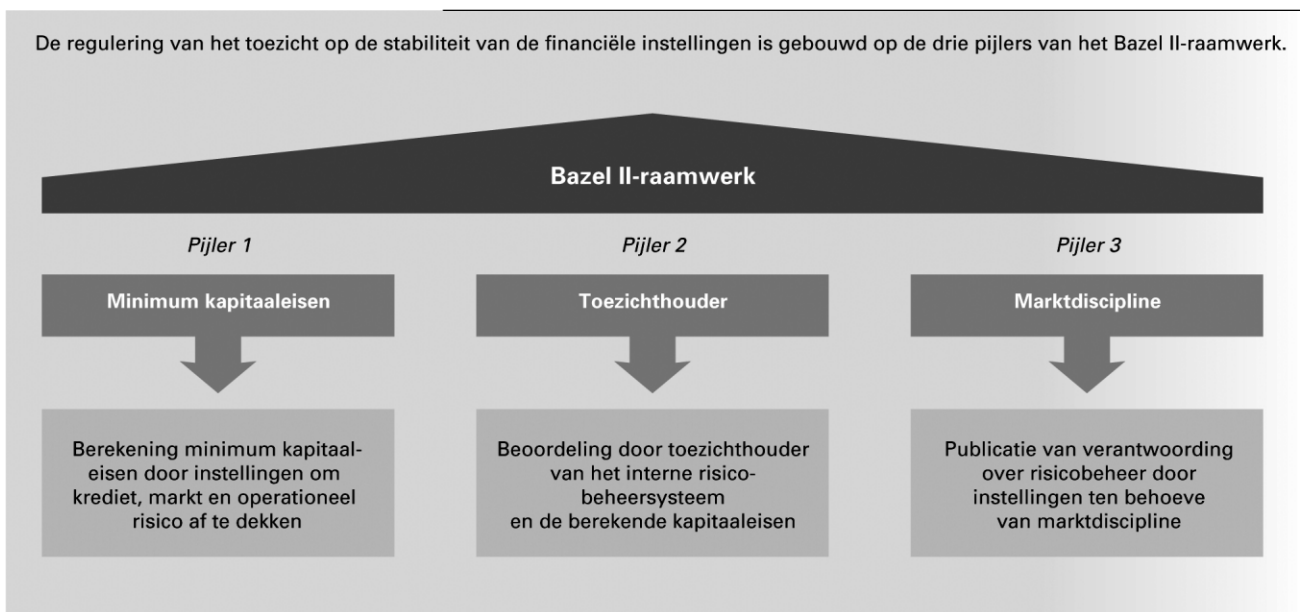 De regulering van het toezicht op de stabiliteit van de financiële instellingen is gebouwd op de drie pijlers van het Bazel II-raamwerk.
Bazel II-raamwerk
Pijler 1
Minimum kapitaaleisen
Berekening minimum kapitaal-
eisen door instellingen om
krediet, markt en operationeel
risico af te dekken
Pijler 2
Toezichthouder
Beoordeling door toezichthouder
van het interne risico-
beheersysteem
en de berekende kapitaaleisen
Pijler 3
Marktdiscipline
Publicatie van verantwoording
over risicobeheer door
instellingen ten behoeve
van marktdiscipline